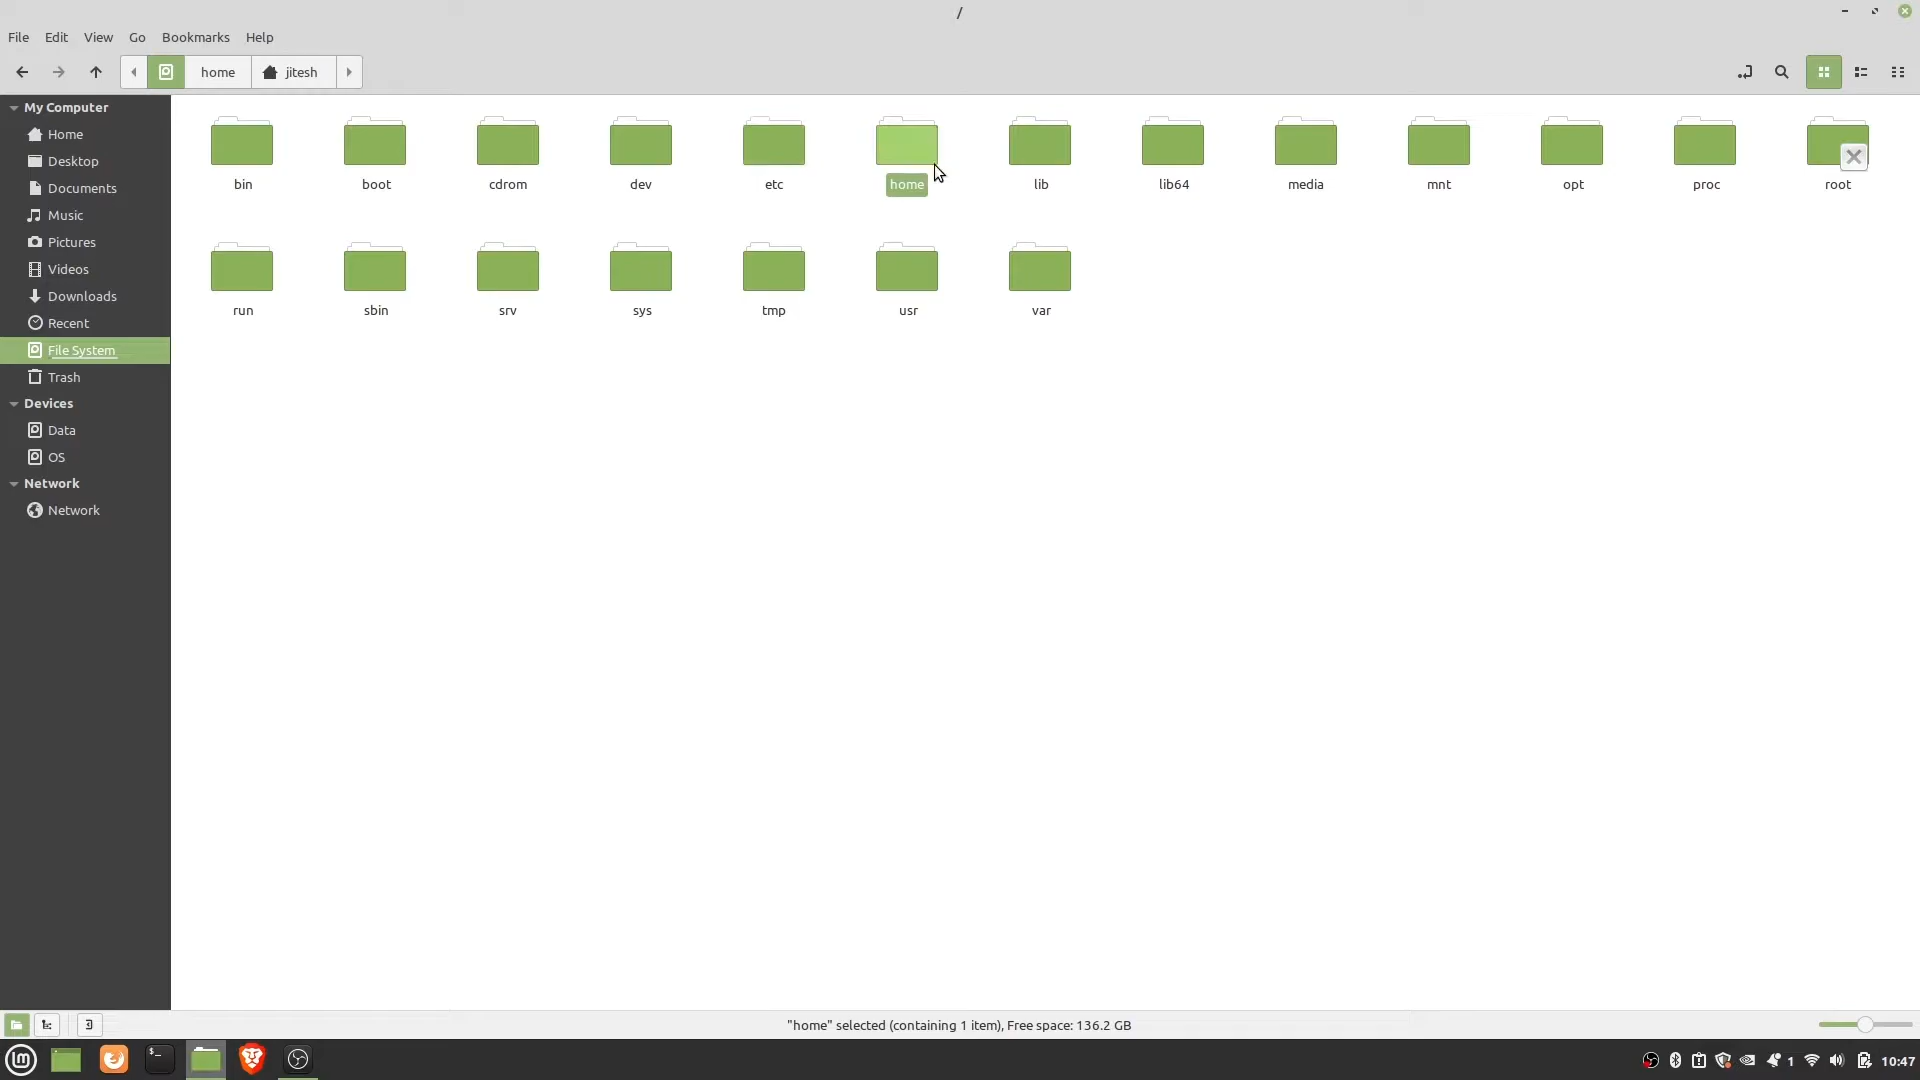 /
File Edit View Go Bookmarks Help
home jitesh
My Computer
Home
Desktop
Documents
Music
Pictures
Videos
Downloads
Recent
File System
Trash
Devices
Data
OS
Network
Network
bin boot cdrom dev etc home lib lib64 media mnt opt proc root
run sbin srv sys tmp usr var
"home" selected (containing 1 item), Free space: 136.2 GB
1 10:47